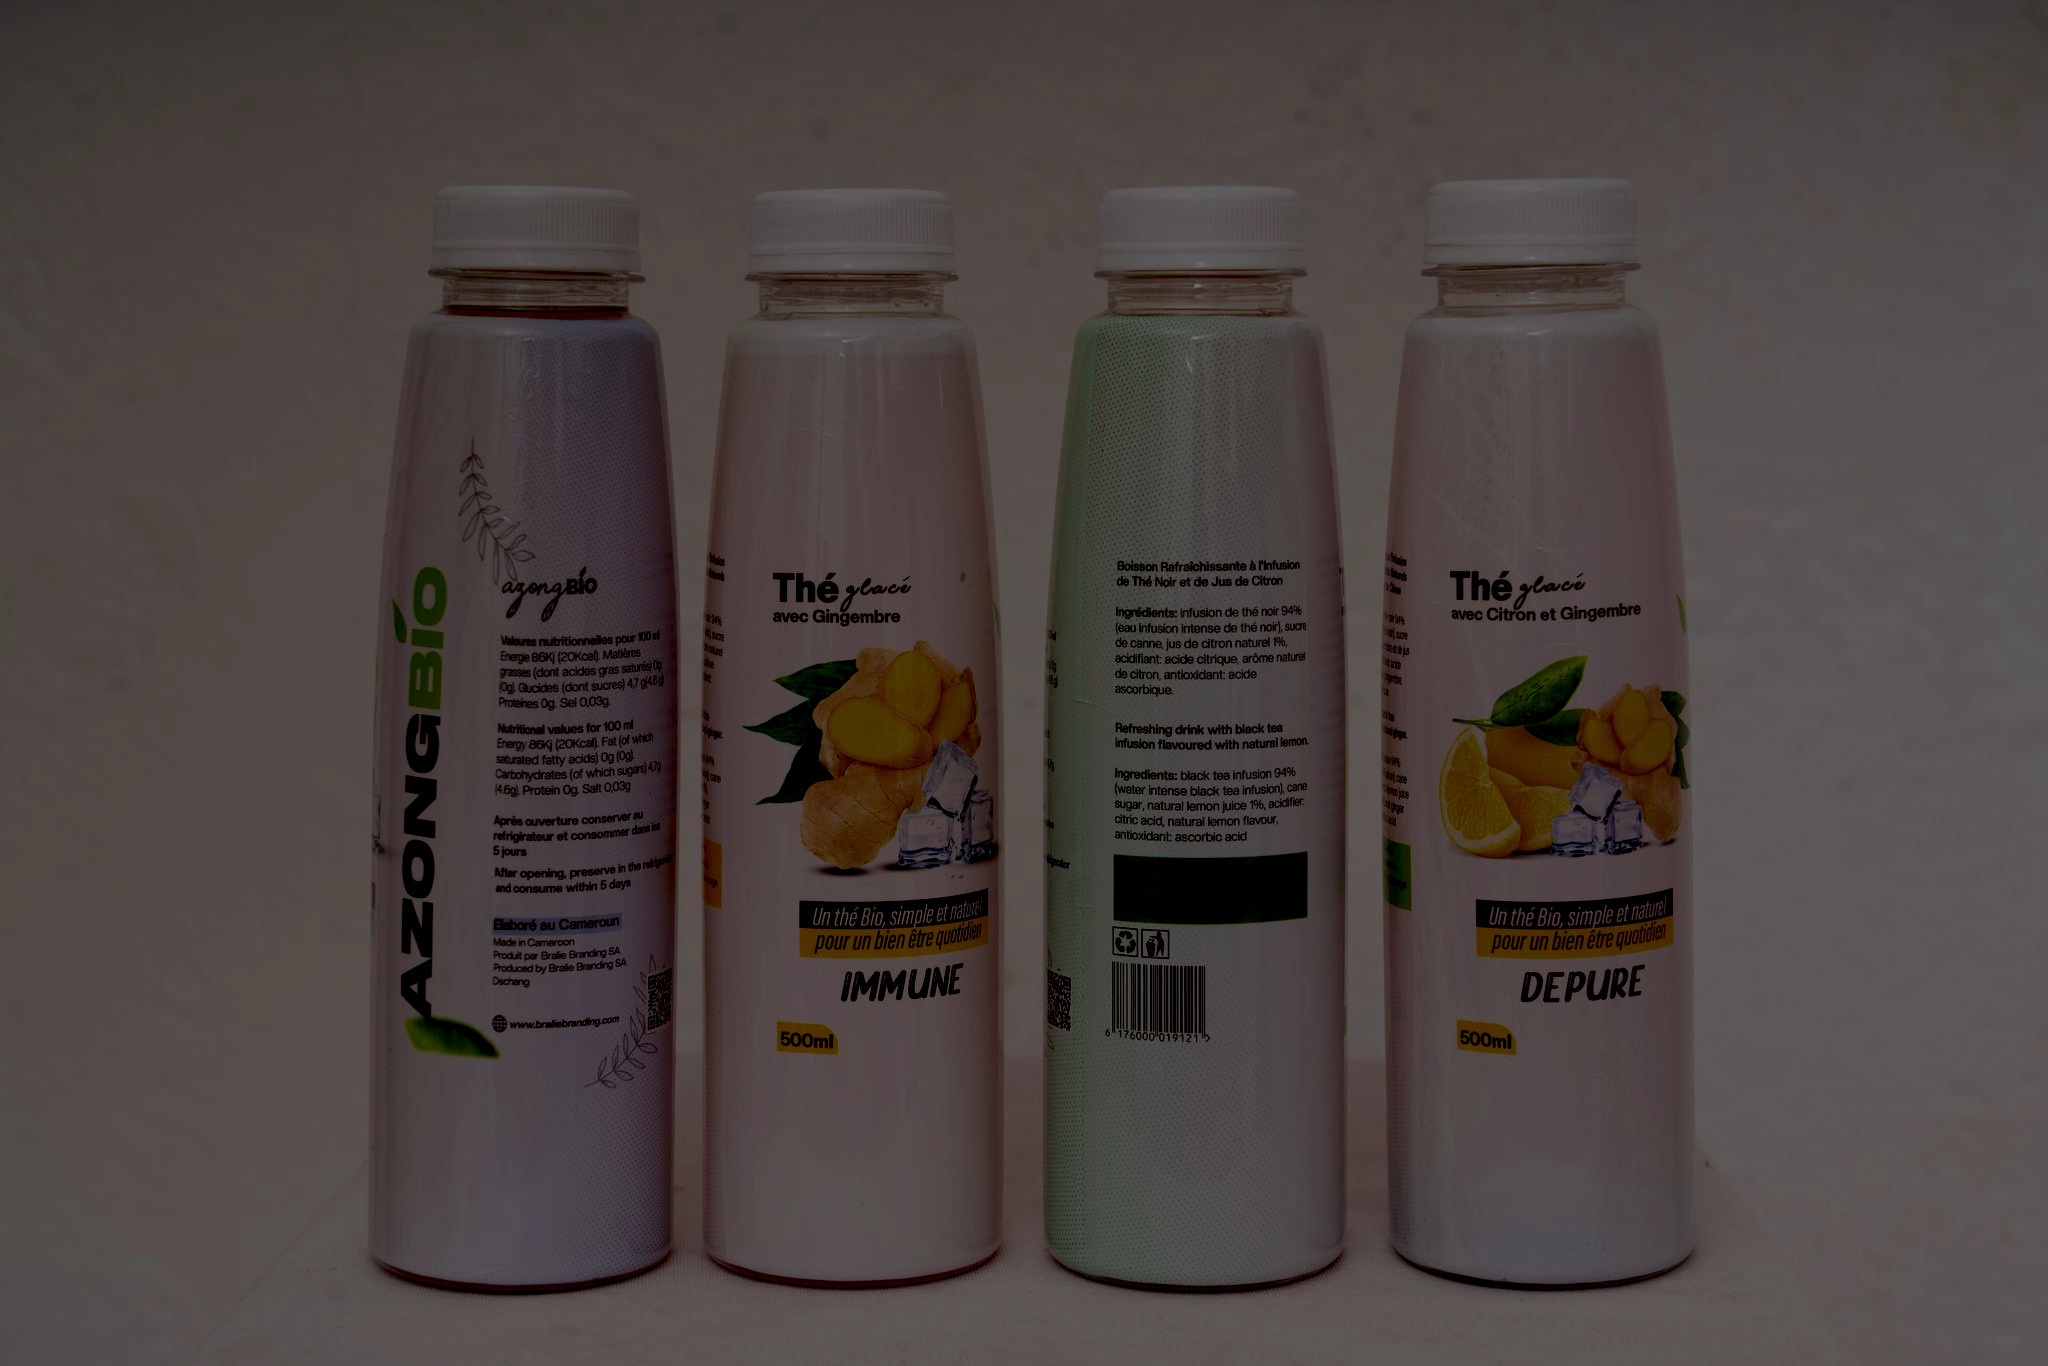 AZONGBIO
azongBIO
Valeures nutritionnelles pour 100 ml
Energie 86Kj (20Kcal). Matières
grasses (dont acides gras saturés) 0g
(0g). Glucides (dont sucres) 4,7 g(4.6 g)
Proteines 0g. Sel 0,03g.
Nutritional values for 100 ml
Energy 86Kj (20Kcal). Fat (of which
saturated fatty acids) 0g (0g).
Carbohydrates (of which sugars) 4,7g
(4.6g). Protein 0g. Salt 0,03g
Après ouverture conserver au
refrigirateur et consommer dans les
5 jours
After opening, preserve in the
and consume within 5 days
Elaboré au Cameroun
Made in Cameroon
Produit par Bralie Branding SA
Produced by Bralie Branding SA
Dschang
www.braliebranding.com
Thé glacé
avec Gingembre
Un thé Bio, simple et naturel
pour un bien être quotidien
IMMUNE
500ml
Boisson Rafraîchissante à l'Infusion
de Thé Noir et de Jus de Citron
Ingrédients: infusion de thé noir 94%
(eau infusion intense de thé noir), sucre
de canne, jus de citron naturel 1%,
acidifiant: acide citrique, arôme naturel
de citron, antioxidant: acide
ascorbique.
Refreshing drink with black tea
infusion flavoured with natural lemon.
Ingredients: black tea infusion 94%
(water intense black tea infusion), cane
sugar, natural lemon juice 1%, acidifier:
citric acid, natural lemon flavour,
antioxidant: ascorbic acid
6 176000 019121 >
Thé glacé
avec Citron et Gingembre
Un thé Bio, simple et naturel
pour un bien être quotidien
DEPURE
500ml